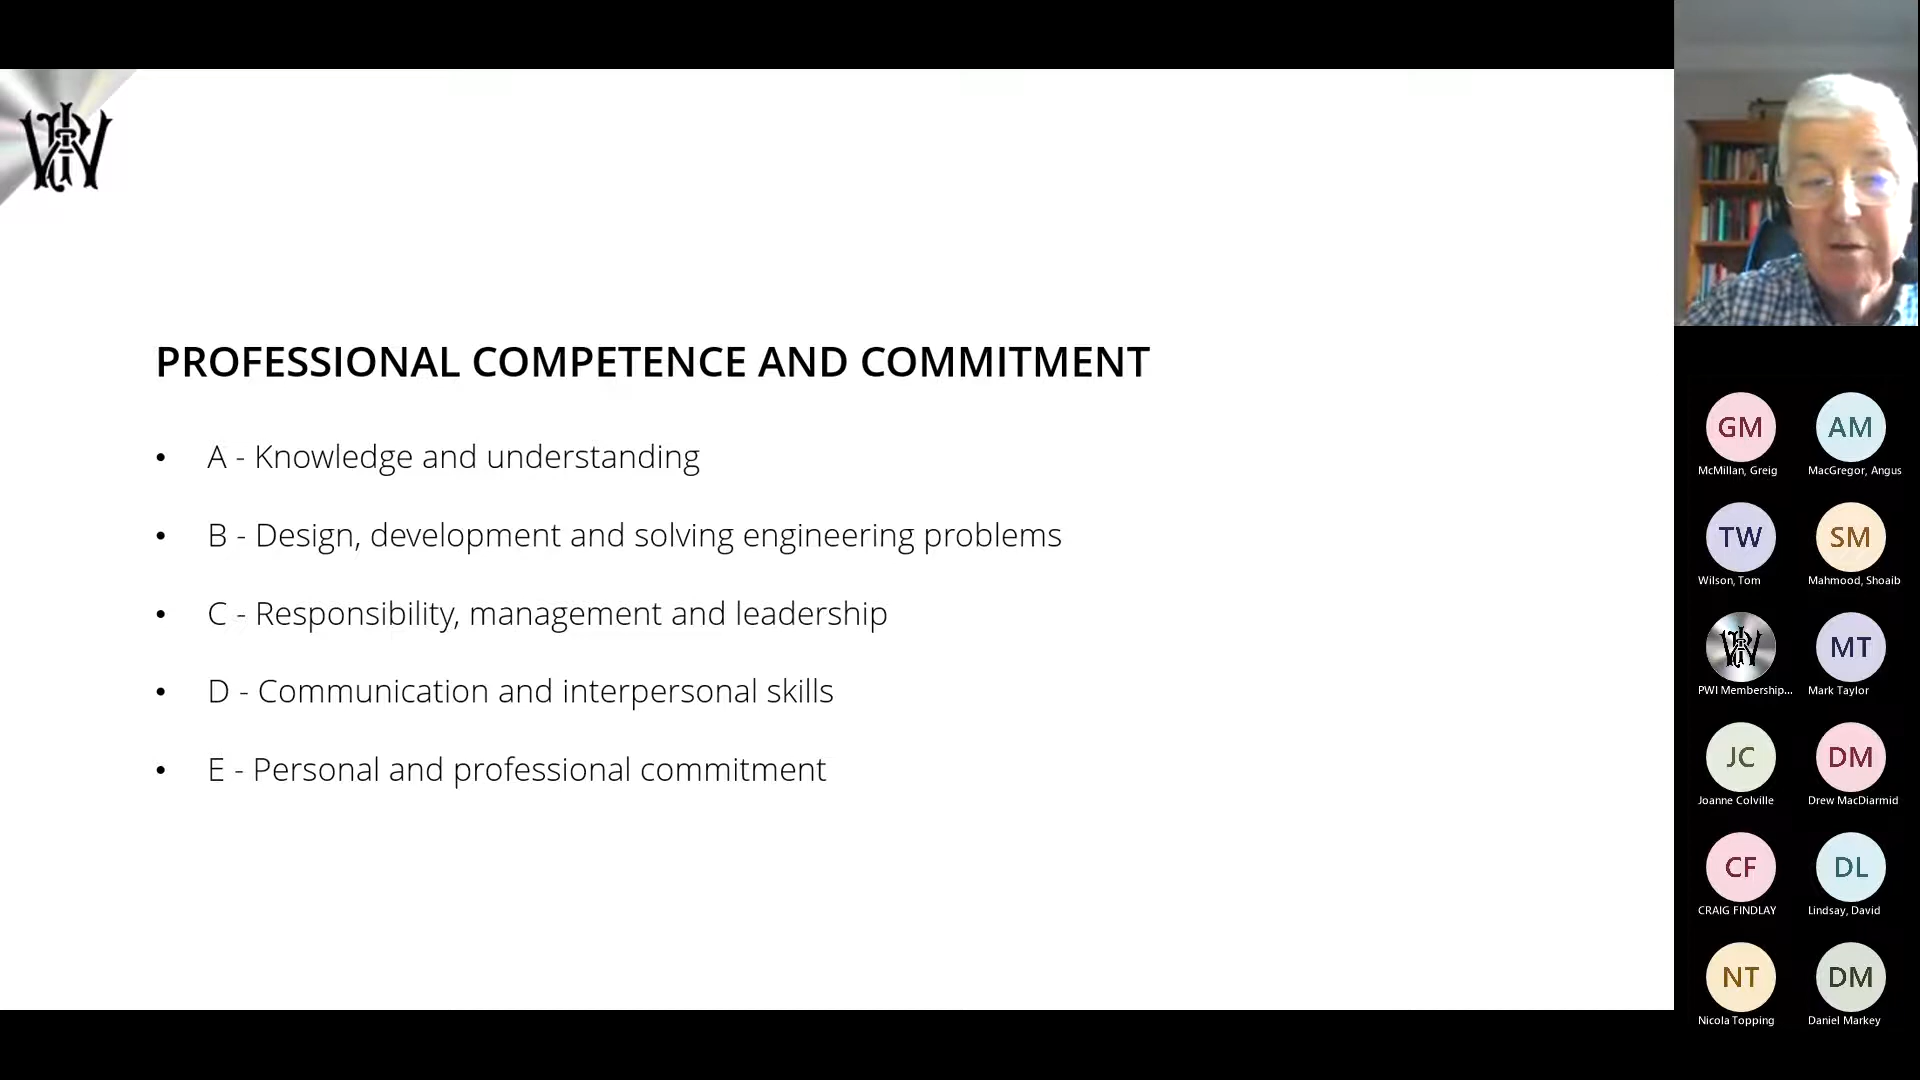 PROFESSIONAL COMPETENCE AND COMMITMENT
• A - Knowledge and understanding
• B - Design, development and solving engineering problems
• C - Responsibility, management and leadership
• D - Communication and interpersonal skills
• E - Personal and professional commitment
GM AM
McMillan, Greig MacGregor, Angus
TW SM
Wilson, Tom Mahmood, Shoaib
MT
PWI Membership... Mark Taylor
JC DM
Joanne Colville Drew MacDiarmid
CF DL
CRAIG FINDLAY Lindsay, David
NT DM
Nicola Topping Daniel Markey